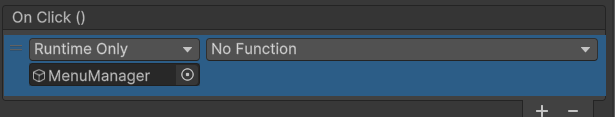 On Click ()
Runtime Only
No Function
MenuManager
+ −